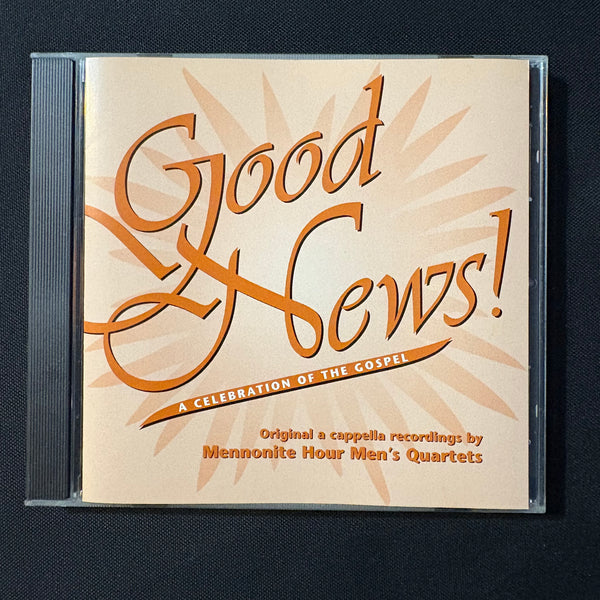 Good
News!
A CELEBRATION OF THE GOSPEL
Original a cappella recordings by
Mennonite Hour Men's Quartets